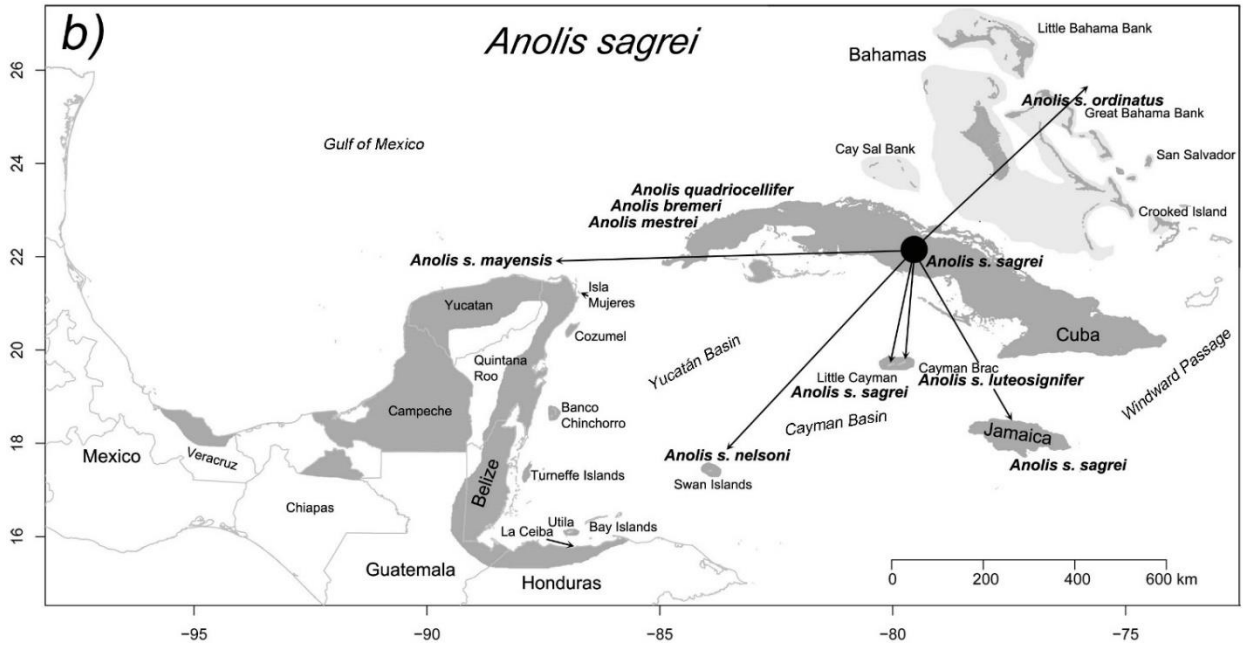 b)
Anolis sagrei
Little Bahama Bank
Bahamas
Anolis s. ordinatus
Great Bahama Bank
Gulf of Mexico
Cay Sal Bank
San Salvador
Anolis quadriocellifer
Anolis bremeri
Anolis mestrei
Crooked Island
Anolis s. mayensis
Anolis s. sagrei
Isla
Mujeres
Yucatan
Cozumel
Cuba
Quintana
Roo
Yucatán Basin
Little Cayman
Cayman Brac
Anolis s. sagrei
Anolis s. luteosignifer
Windward Passage
Campeche
Banco
Chinchorro
Cayman Basin
Jamaica
Mexico
Veracruz
Anolis s. nelsoni
Anolis s. sagrei
Belize
Turneffe Islands
Swan Islands
Chiapas
La Ceiba
Utila
Bay Islands
Guatemala
Honduras
0 200 400 600 km
26
24
22
20
18
16
−95 −90 −85 −80 −75